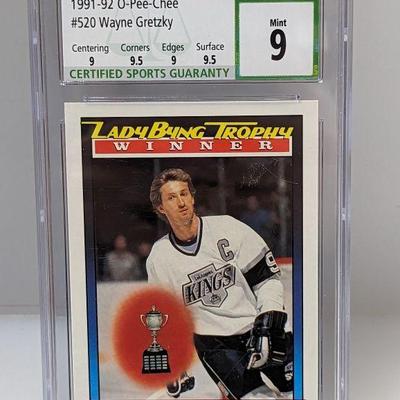 1991-92 O-Pee-Chee
#520 Wayne Gretzky
Mint
9
Centering Corners Edges Surface
9 9.5 9 9.5
CERTIFIED SPORTS GUARANTY
LADY BYNG TROPHY
WINNER
C
KINGS
9